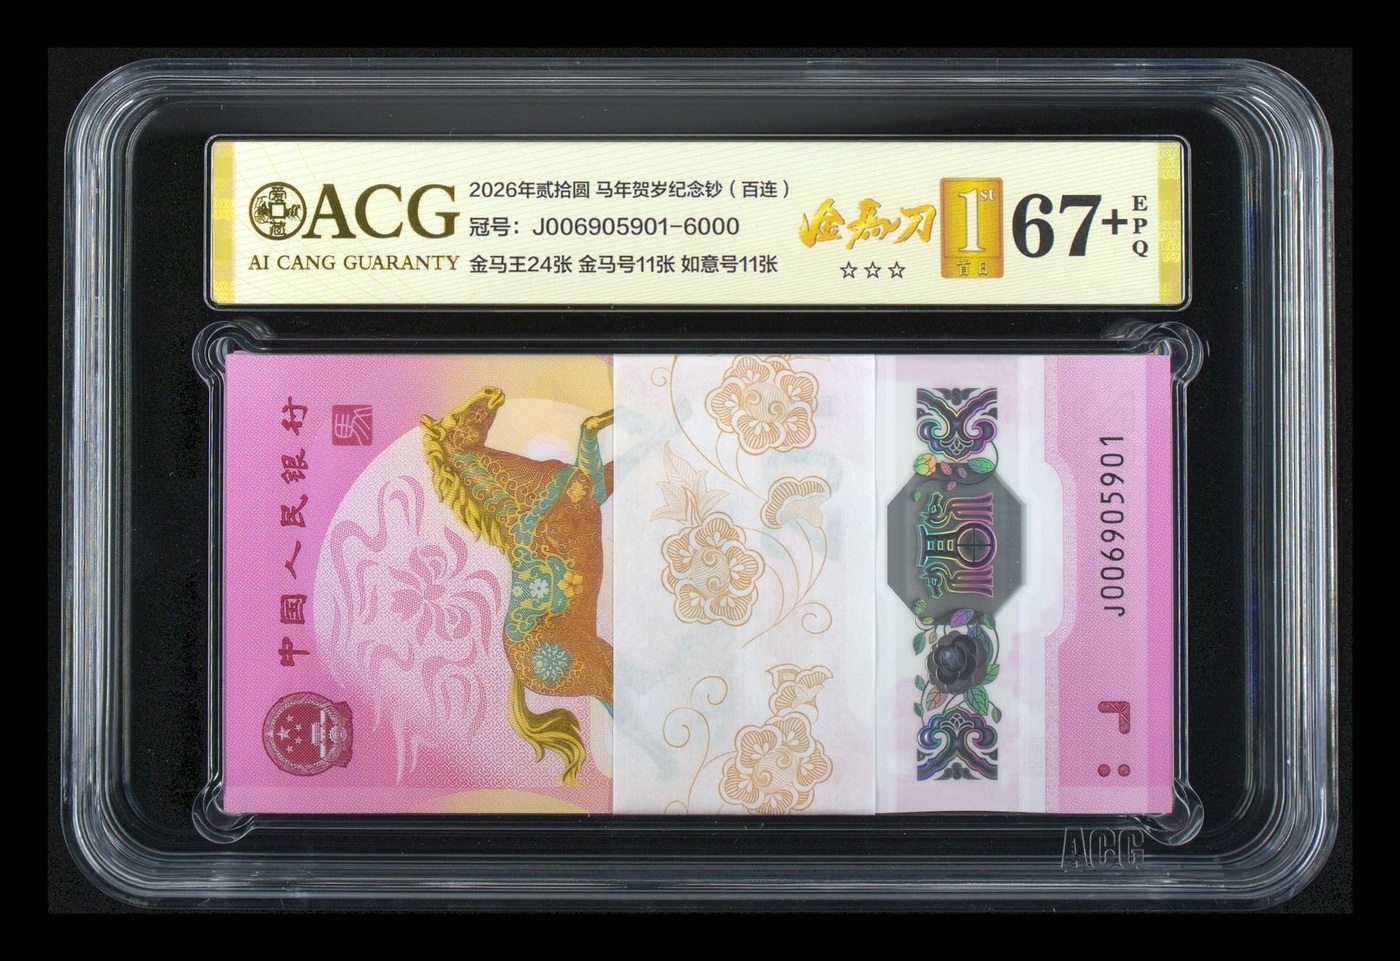 ACG
AI CANG GUARANTY
2026年贰拾圆 马年贺岁纪念钞（百连）
冠号：J006905901-6000
金马王24张 金马号11张 如意号11张
金马刀
☆☆☆
1st
首日
67+
EPQ
中国人民银行
J006905901
ACG